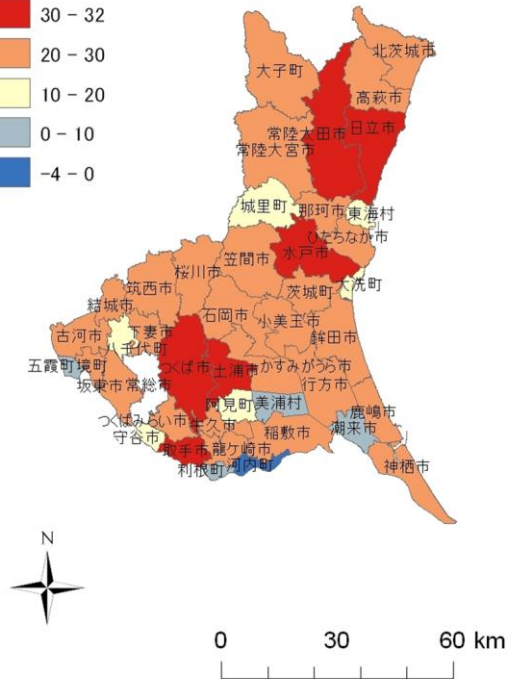 30 – 32
20 – 30
10 – 20
0 – 10
-4 – 0
北茨城市
大子町
高萩市
常陸太田市
日立市
常陸大宮市
城里町
那珂市
東海村
ひたちなか市
水戸市
笠間市
大洗町
桜川市
茨城町
筑西市
結城市
石岡市
小美玉市
古河市
下妻市
鉾田市
八千代町
五霞町
境町
つくば市
土浦市
かすみがうら市
坂東市
常総市
行方市
阿見町
美浦村
鹿嶋市
つくばみらい市
牛久市
潮来市
守谷市
稲敷市
取手市
龍ケ崎市
利根町
河内町
神栖市
N
0 30 60 km